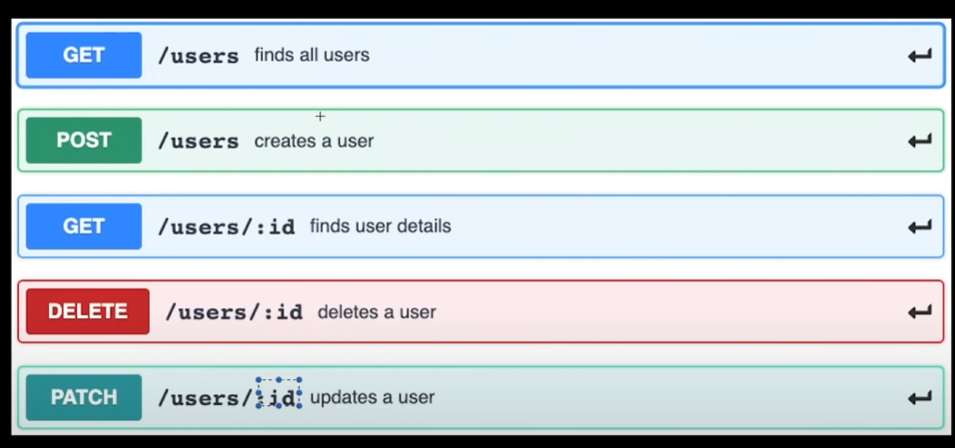 GET /users finds all users
POST /users creates a user
GET /users/:id finds user details
DELETE /users/:id deletes a user
PATCH /users/:id updates a user